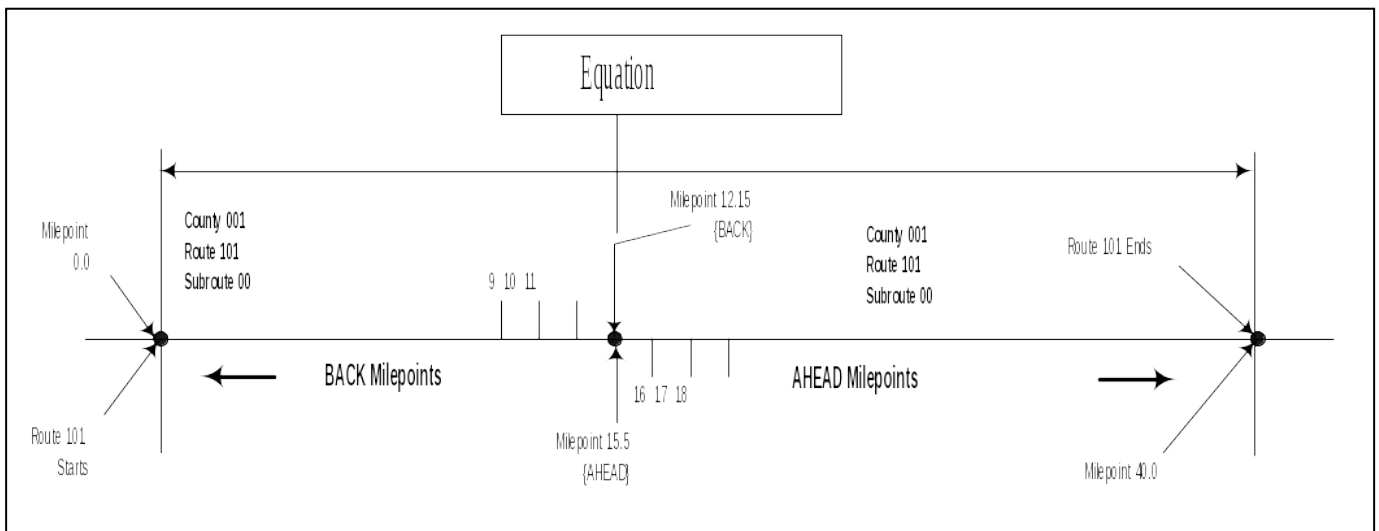 Equation
Milepoint
0.0
County 001
Route 101
Subroute 00
Milepoint 12.15
{BACK}
County 001
Route 101
Subroute 00
Route 101 Ends
9 10 11
BACK Milepoints
AHEAD Milepoints
16 17 18
Route 101
Starts
Milepoint 15.5
{AHEAD}
Milepoint 40.0